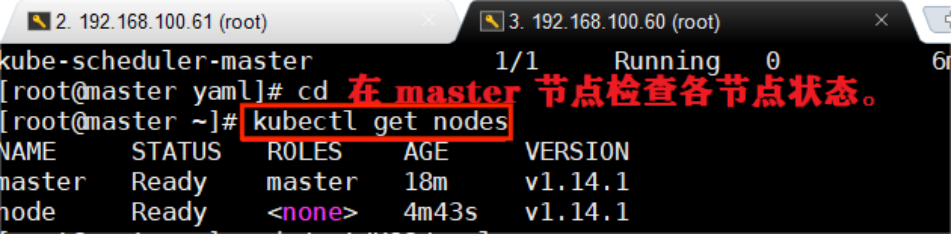 2. 192.168.100.61 (root)
3. 192.168.100.60 (root)
kube-scheduler-master 1/1 Running 0 6m
[root@master yaml]# cd
在 master 节点检查各节点状态。
[root@master ~]# kubectl get nodes
NAME STATUS ROLES AGE VERSION
master Ready master 18m v1.14.1
node Ready <none> 4m43s v1.14.1